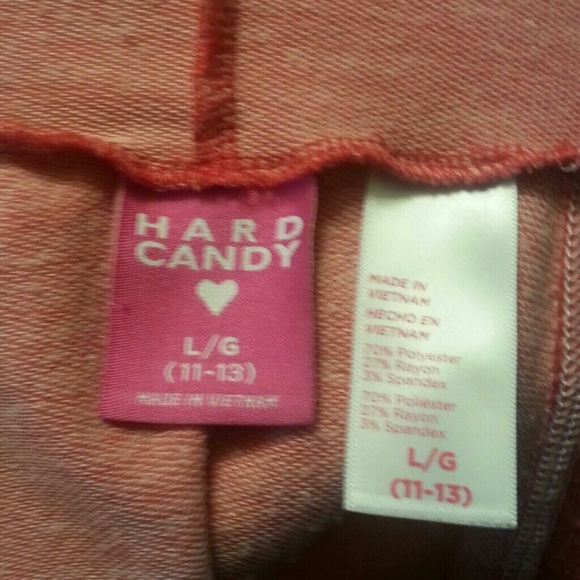 HARD
CANDY
L/G
(11-13)
MADE IN VIETNAM
MADE IN
VIETNAM
HECHO EN
VIETNAM
70% Polyester
27% Rayon
3% Spandex
70% Poliéster
27% Rayon
3% Spandex
L/G
(11-13)